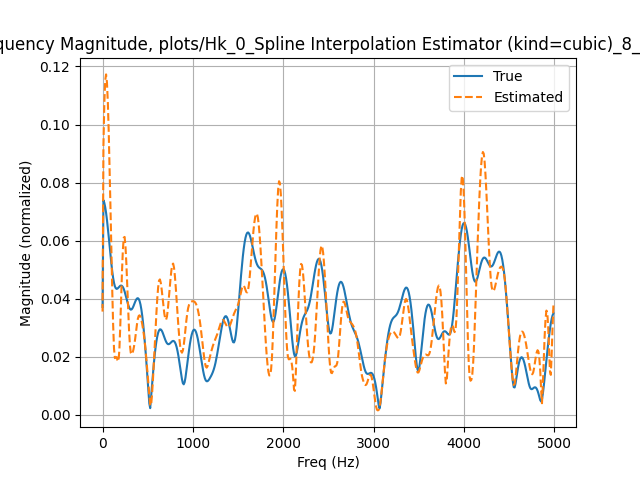 quency Magnitude, plots/Hk_0_Spline Interpolation Estimator (kind=cubic)_8_
True
Estimated
Magnitude (normalized)
0.12
0.10
0.08
0.06
0.04
0.02
0.00
0 1000 2000 3000 4000 5000
Freq (Hz)